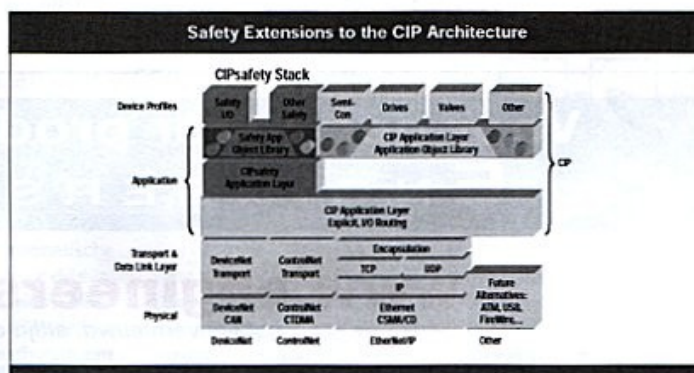 Safety Extensions to the CIP Architecture
CIPsafety Stack
Device Profiles
Safety I/O
Other Safety
Semi-Con
Drives
Valves
Other
Safety App
Object Library
CIP Application Layer
Application Object Library
Application
CIPsafety
Application Layer
CIP
CIP Application Layer
Explicit, I/O Routing
Transport &
Data Link Layer
DeviceNet
Transport
ControlNet
Transport
Encapsulation
TCP
UDP
IP
Future
Alternatives:
ATM, USB,
FireWire,...
Physical
DeviceNet
CAN
ControlNet
CTDMA
Ethernet
CSMA/CD
DeviceNet
ControlNet
EtherNet/IP
Other